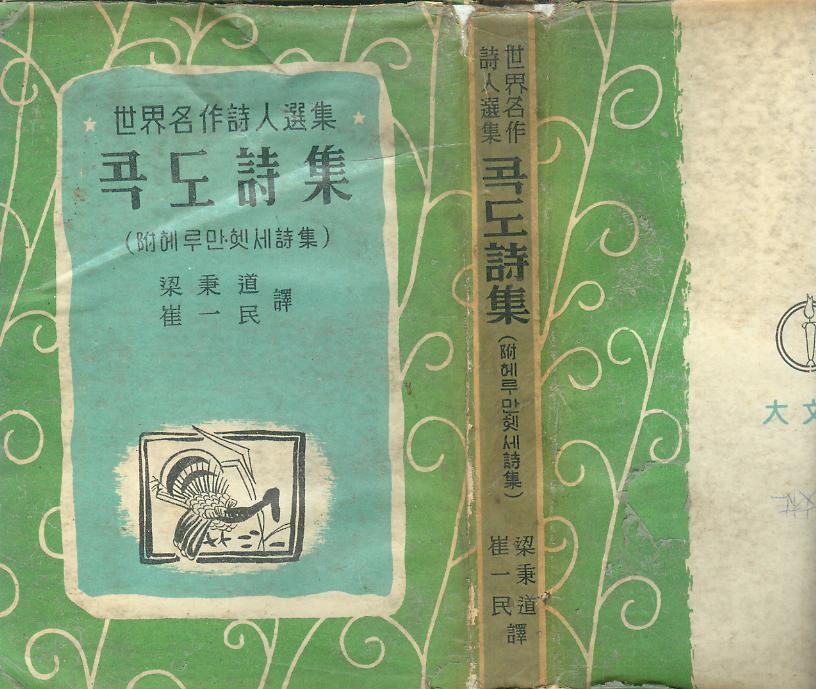 世界名作詩人選集
콕도詩集
(附헤루만·헷세詩集)
梁秉道
崔一民
譯
世界名作
詩人選集
콕도詩集
(附헤루만헷세詩集)
梁秉道
崔一民
譯
大文